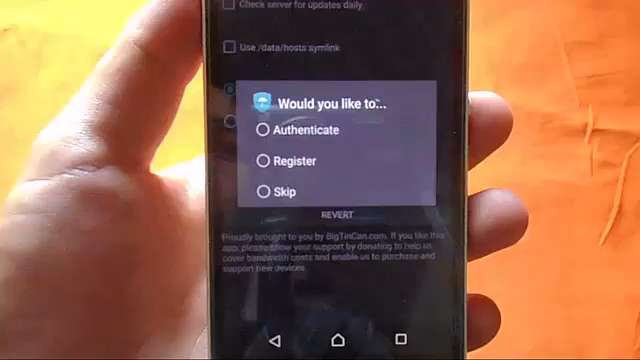 Check server for updates daily.
Use /data/hosts symlink
Would you like to...
Authenticate
Register
Skip
REVERT
Proudly brought to you by BigTinCan.com. If you like this
app, please show your support by donating to help us
cover bandwidth costs and enable us to purchase and
support new devices.